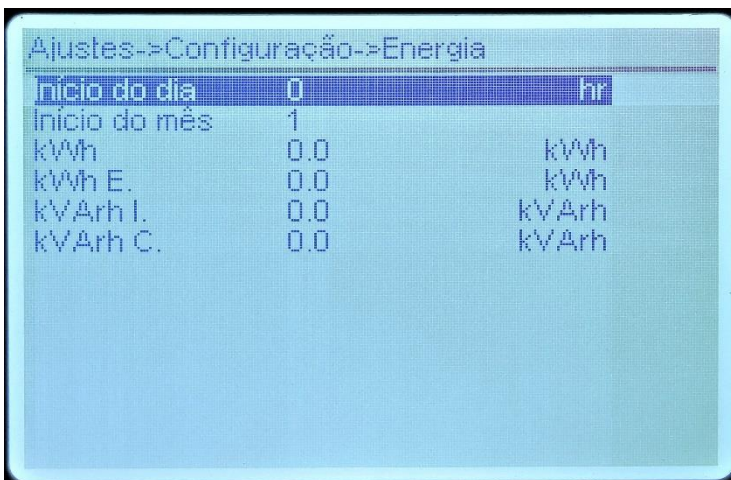 Ajustes->Configuração->Energia
Início do dia 0 hr
Início do mês 1
kWh 0.0 kWh
kWh E. 0.0 kWh
kVArh I. 0.0 kVArh
kVArh C. 0.0 kVArh